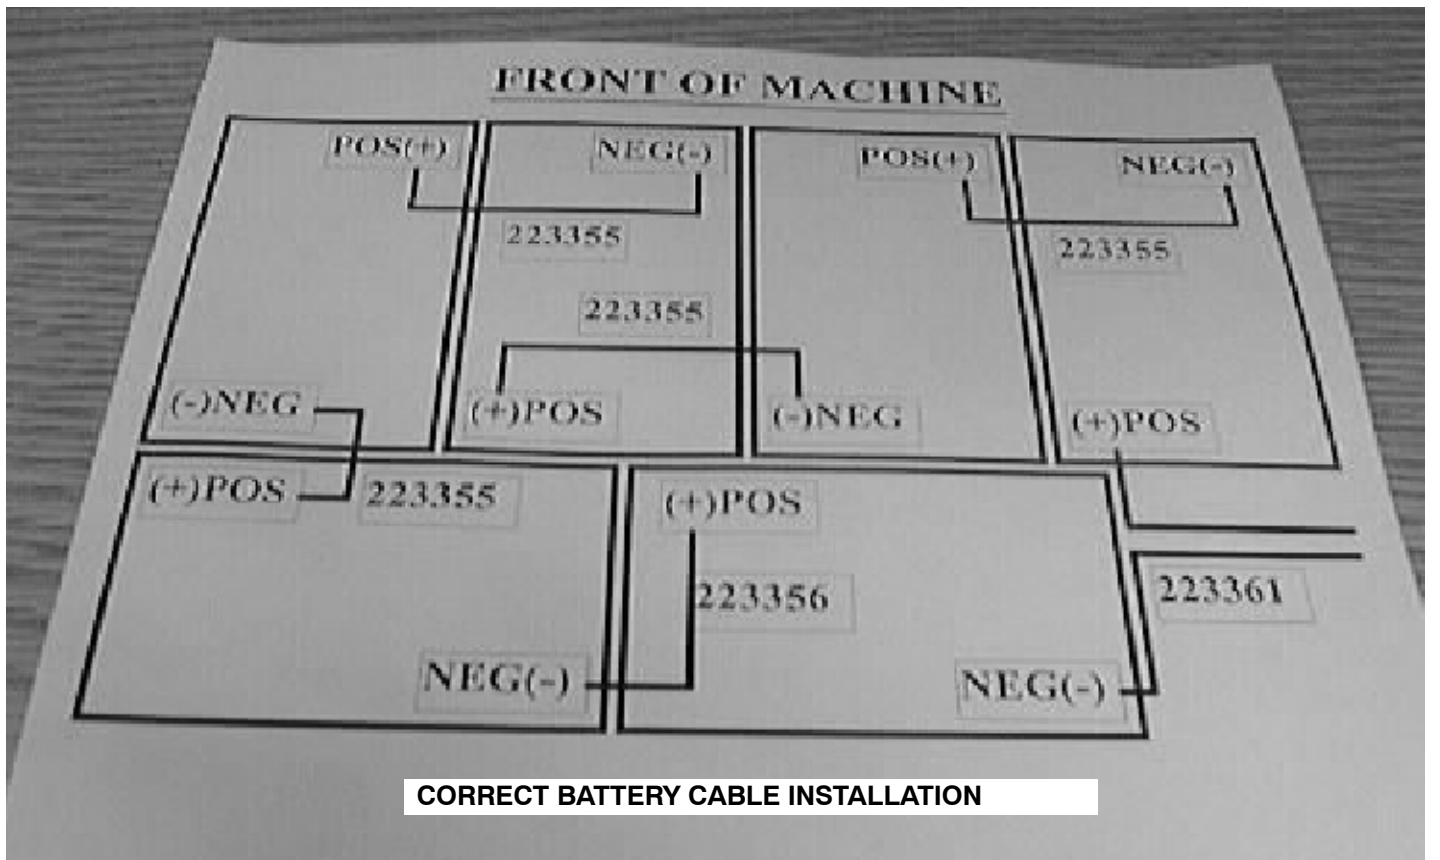 FRONT OF MACHINE
POS(+) NEG(-) POS(+) NEG(-)
223355 223355
223355
(-)NEG (+)POS (-)NEG (+)POS
(+)POS 223355 (+)POS
223356 223361
NEG(-) NEG(-)
CORRECT BATTERY CABLE INSTALLATION